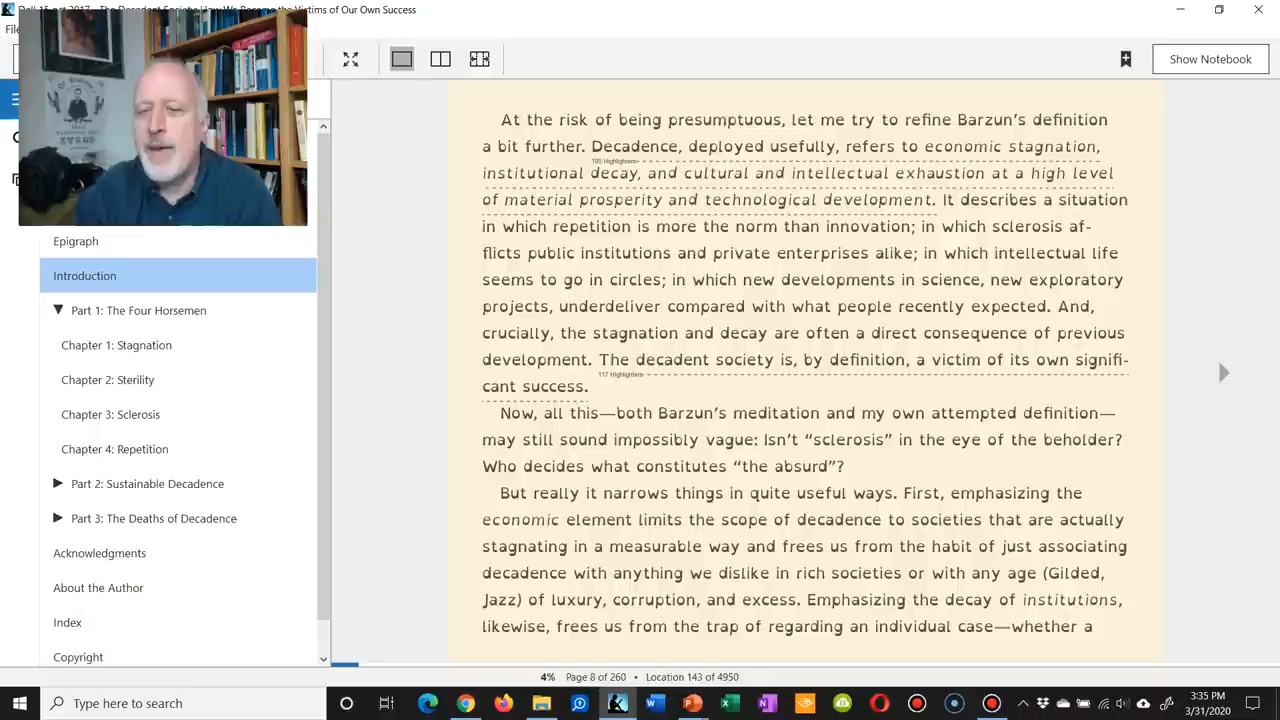 The Decadent Society: How We Became the Victims of Our Own Success
Show Notebook
Epigraph
Introduction
Part 1: The Four Horsemen
Chapter 1: Stagnation
Chapter 2: Sterility
Chapter 3: Sclerosis
Chapter 4: Repetition
Part 2: Sustainable Decadence
Part 3: The Deaths of Decadence
Acknowledgments
About the Author
Index
Copyright
At the risk of being presumptuous, let me try to refine Barzun's definition
a bit further. Decadence, deployed usefully, refers to economic stagnation,
195 Highlighters
institutional decay, and cultural and intellectual exhaustion at a high level
of material prosperity and technological development. It describes a situation
in which repetition is more the norm than innovation; in which sclerosis af-
flicts public institutions and private enterprises alike; in which intellectual life
seems to go in circles; in which new developments in science, new exploratory
projects, underdeliver compared with what people recently expected. And,
crucially, the stagnation and decay are often a direct consequence of previous
development. The decadent society is, by definition, a victim of its own signifi-
117 Highlighters
cant success.
Now, all this—both Barzun's meditation and my own attempted definition—
may still sound impossibly vague: Isn't "sclerosis" in the eye of the beholder?
Who decides what constitutes "the absurd"?
But really it narrows things in quite useful ways. First, emphasizing the
economic element limits the scope of decadence to societies that are actually
stagnating in a measurable way and frees us from the habit of just associating
decadence with anything we dislike in rich societies or with any age (Gilded,
Jazz) of luxury, corruption, and excess. Emphasizing the decay of institutions,
likewise, frees us from the trap of regarding an individual case—whether a
4% Page 8 of 260 • Location 143 of 4950
Type here to search
3:35 PM
3/31/2020